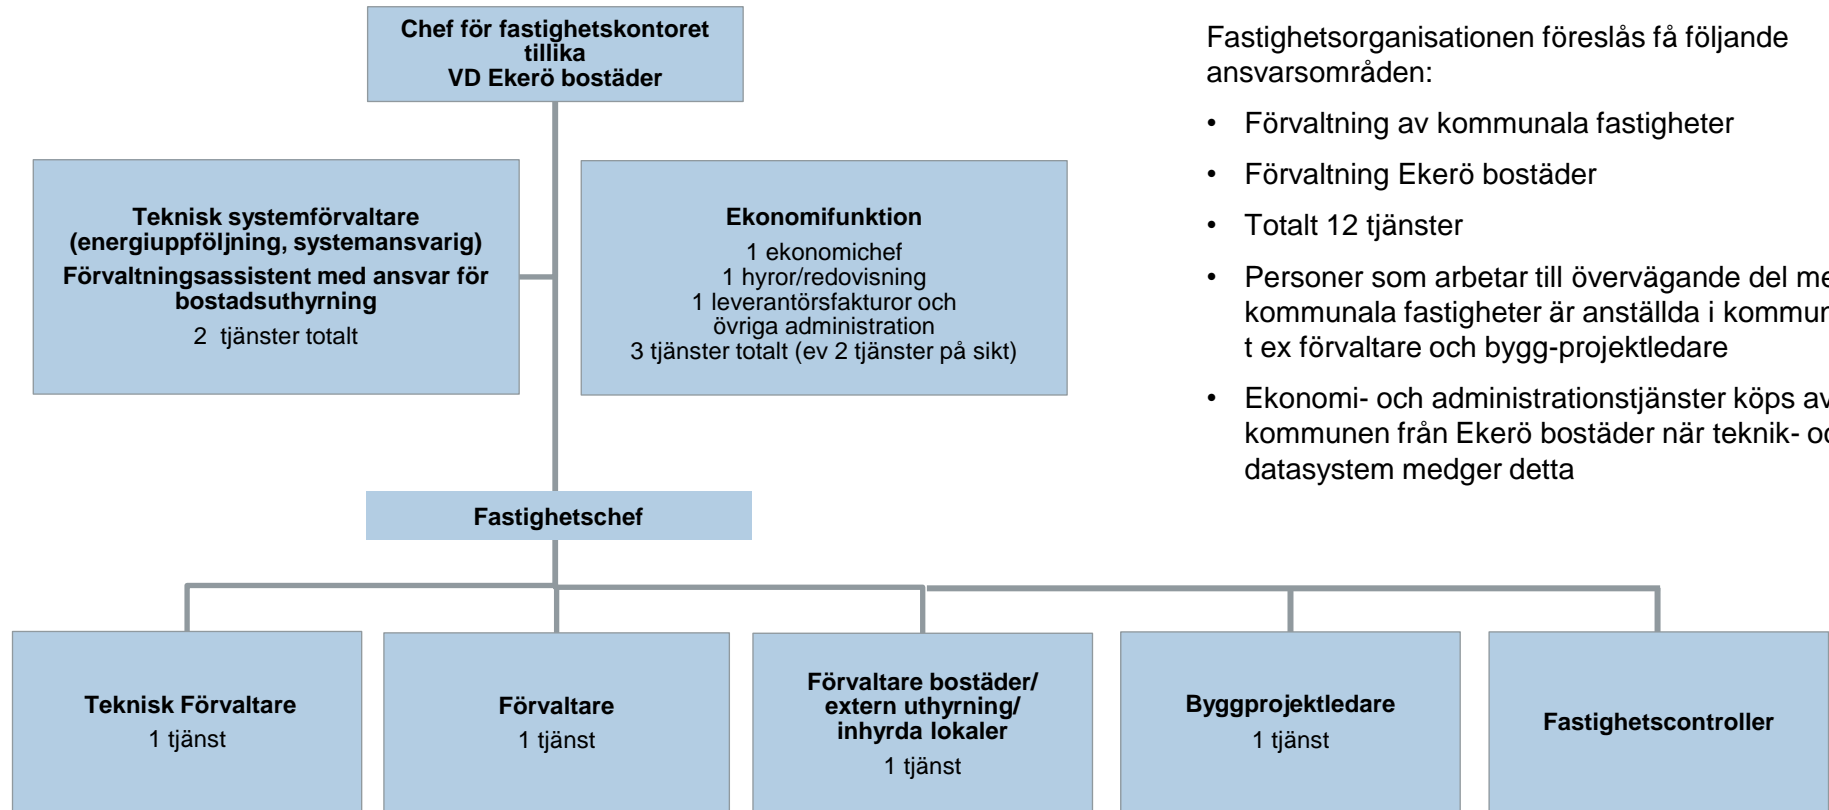 Chef för fastighetskontoret
tillika
VD Ekerö bostäder
Teknisk systemförvaltare
(energiuppföljning, systemansvarig)
Förvaltningsassistent med ansvar för
bostadsuthyrning
2 tjänster totalt
Ekonomifunktion
1 ekonomichef
1 hyror/redovisning
1 leverantörsfakturor och
övriga administration
3 tjänster totalt (ev 2 tjänster på sikt)
Fastighetschef
Teknisk Förvaltare
1 tjänst
Förvaltare
1 tjänst
Förvaltare bostäder/
extern uthyrning/
inhyrda lokaler
1 tjänst
Byggprojektledare
1 tjänst
Fastighetscontroller
Fastighetsorganisationen föreslås få följande
ansvarsområden:
• Förvaltning av kommunala fastigheter
• Förvaltning Ekerö bostäder
• Totalt 12 tjänster
• Personer som arbetar till övervägande del
kommunala fastigheter är anställda i
t ex förvaltare och bygg-projektledare
• Ekonomi- och administrationstjänster köps av
kommunen från Ekerö bostäder när teknik-
datasystem medger detta